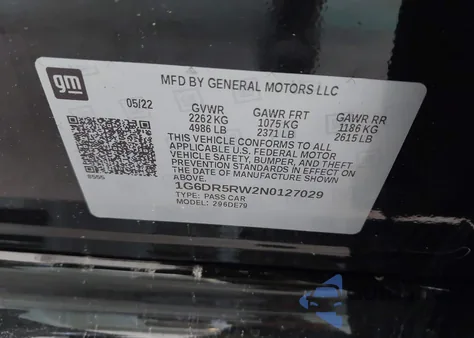 gm
MFD BY GENERAL MOTORS LLC
05/22 GVWR GAWR FRT GAWR RR
2262 KG 1075 KG 1186 KG
4986 LB 2371 LB 2615 LB
THIS VEHICLE CONFORMS TO ALL
APPLICABLE U.S. FEDERAL MOTOR
VEHICLE SAFETY, BUMPER, AND THEFT
PREVENTION STANDARDS IN EFFECT ON
THE DATE OF MANUFACTURE SHOWN
ABOVE.
1G6DR5RW2N0127029
TYPE: PASS CAR
MODEL: 296DE79